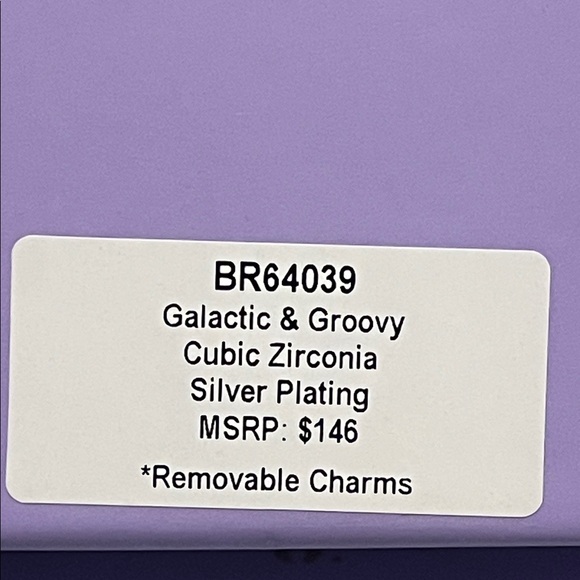 BR64039
Galactic & Groovy
Cubic Zirconia
Silver Plating
MSRP: $146
*Removable Charms